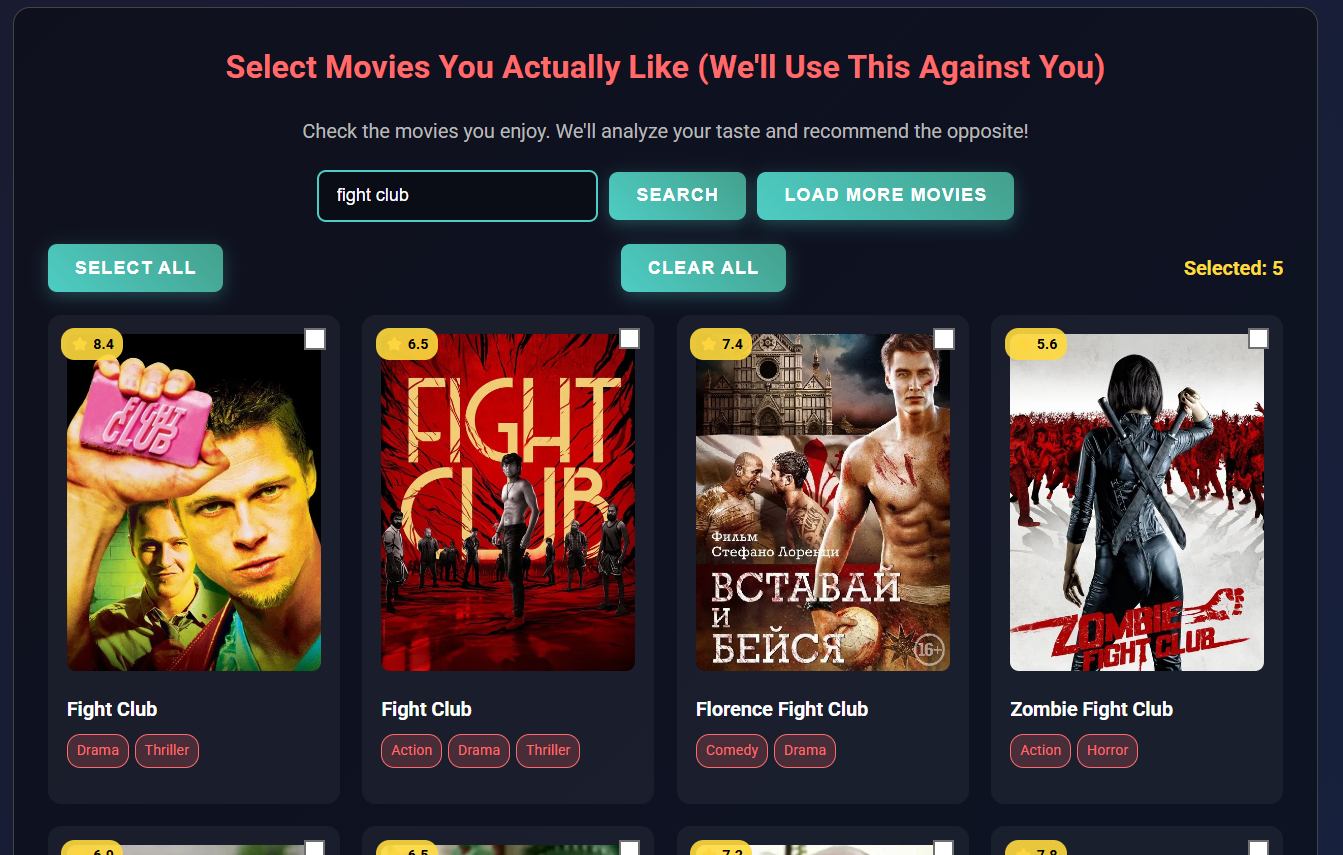 Select Movies You Actually Like (We'll Use This Against You)
Check the movies you enjoy. We'll analyze your taste and recommend the opposite!
fight club
SEARCH
LOAD MORE MOVIES
SELECT ALL
CLEAR ALL
Selected: 5
8.4
FIGHT
CLUB
Fight Club
Drama
Thriller
6.5
FIGHT
CLUB
Fight Club
Action
Drama
Thriller
7.4
Фильм
Стефано Лоренци
ВСТАВАЙ
И
БЕЙСЯ
16+
Florence Fight Club
Comedy
Drama
5.6
ZOMBIE
FIGHT CLUB
Zombie Fight Club
Action
Horror
6.9
6.5
7.2
7.8